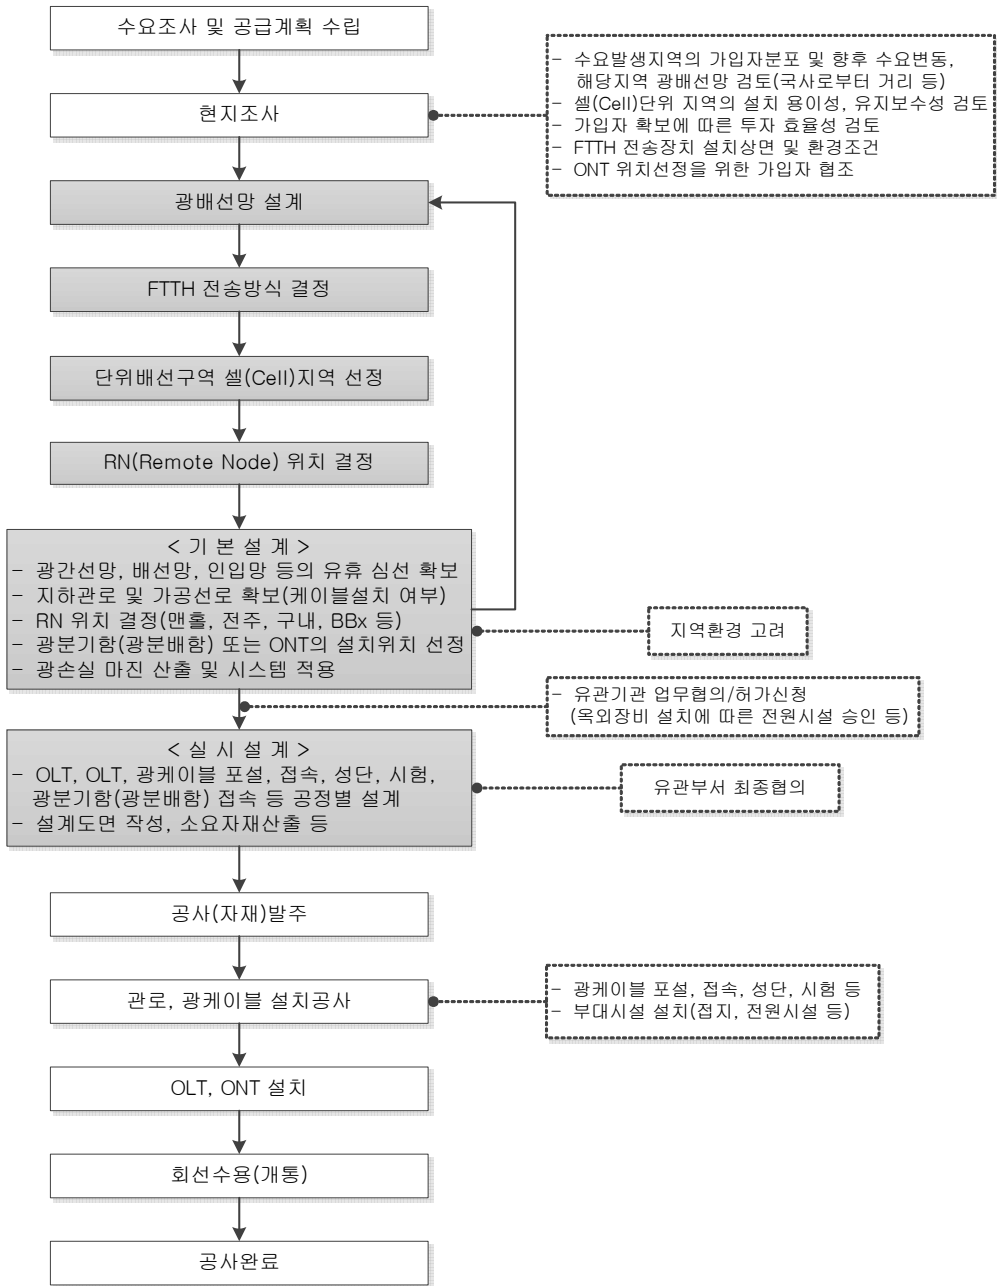 수요조사 및 공급계획 수립
현지조사
- 수요발생지역의 가입자분포 및 향후 수요변동,
해당지역 광배선망 검토(국사로부터 거리 등)
- 셀(Cell)단위 지역의 설치 용이성, 유지보수성 검토
- 가입자 확보에 따른 투자 효율성 검토
- FTTH 전송장치 설치상면 및 환경조건
- ONT 위치선정을 위한 가입자 협조
광배선망 설계
FTTH 전송방식 결정
단위배선구역 셀(Cell)지역 선정
RN(Remote Node) 위치 결정
< 기 본 설 계 >
- 광간선망, 배선망, 인입망 등의 유휴 심선 확보
- 지하관로 및 가공선로 확보(케이블설치 여부)
- RN 위치 결정(맨홀, 전주, 구내, BBx 등)
- 광분기함(광분배함) 또는 ONT의 설치위치 선정
- 광손실 마진 산출 및 시스템 적용
지역환경 고려
- 유관기관 업무협의/허가신청
(옥외장비 설치에 따른 전원시설 승인 등)
< 실 시 설 계 >
- OLT, OLT, 광케이블 포설, 접속, 성단, 시험,
광분기함(광분배함) 접속 등 공정별 설계
- 설계도면 작성, 소요자재산출 등
유관부서 최종협의
공사(자재)발주
관로, 광케이블 설치공사
- 광케이블 포설, 접속, 성단, 시험 등
- 부대시설 설치(접지, 전원시설 등)
OLT, ONT 설치
회선수용(개통)
공사완료